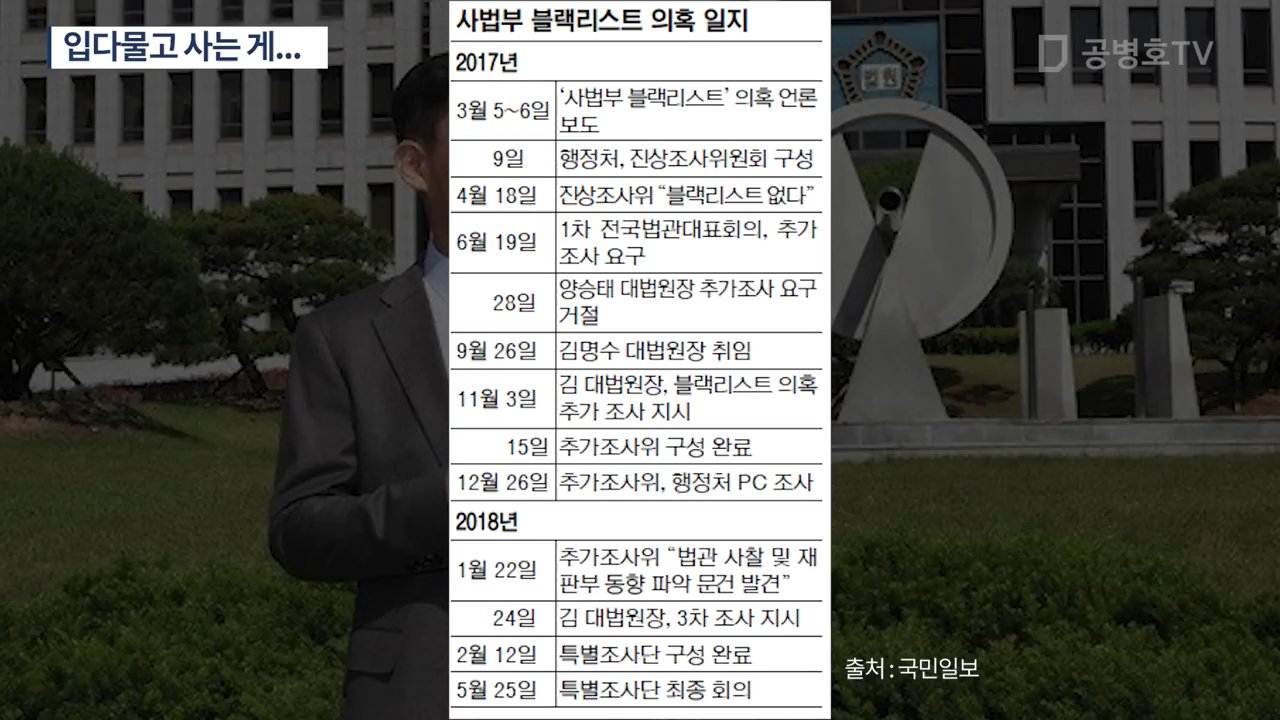 입다물고 사는 게...
공병호TV
법원
사법부 블랙리스트 의혹 일지
2017년
3월 5~6일 ‘사법부 블랙리스트’ 의혹 언론
보도
9일 행정처, 진상조사위원회 구성
4월 18일 진상조사위 “블랙리스트 없다”
6월 19일 1차 전국법관대표회의, 추가
조사 요구
28일 양승태 대법원장 추가조사 요구
거절
9월 26일 김명수 대법원장 취임
11월 3일 김 대법원장, 블랙리스트 의혹
추가 조사 지시
15일 추가조사위 구성 완료
12월 26일 추가조사위, 행정처 PC 조사
2018년
1월 22일 추가조사위 “법관 사찰 및 재
판부 동향 파악 문건 발견”
24일 김 대법원장, 3차 조사 지시
2월 12일 특별조사단 구성 완료
5월 25일 특별조사단 최종 회의
출처 : 국민일보